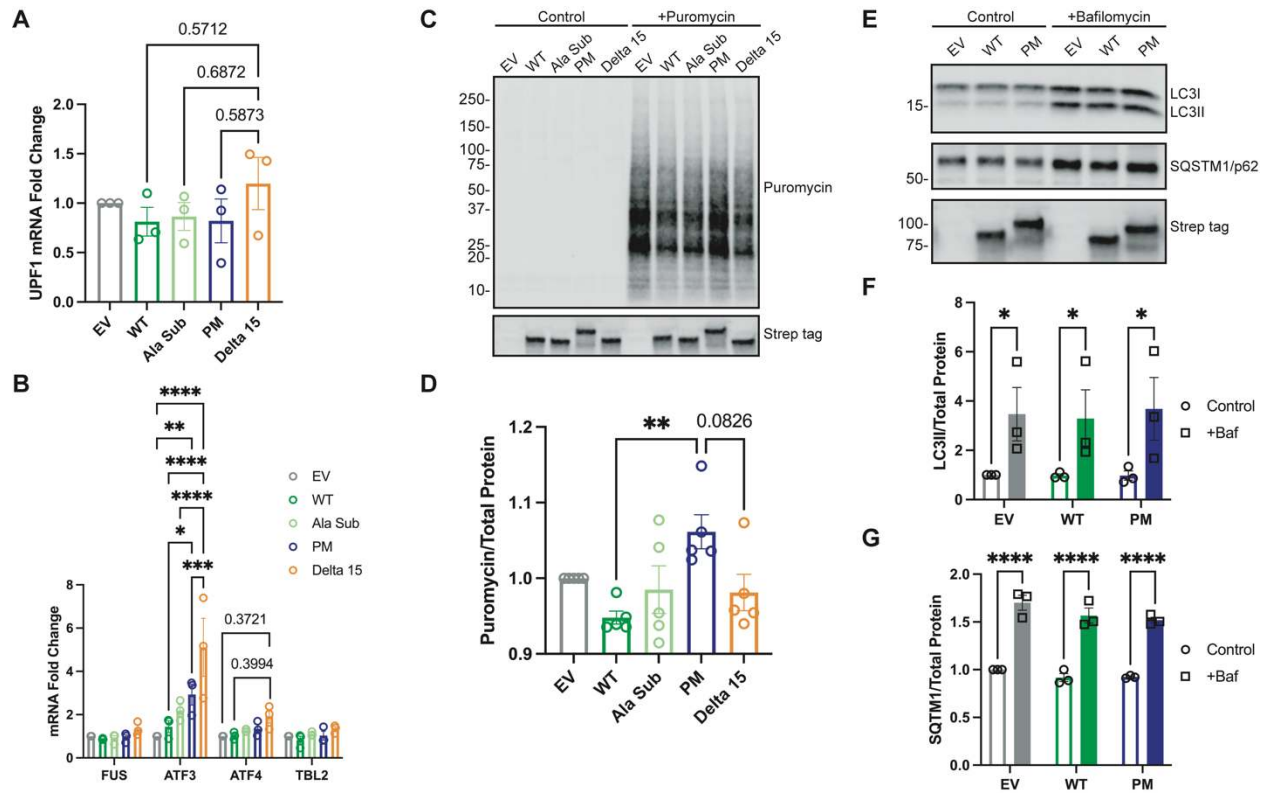 A
0.5712
0.6872
0.5873
UPF1 mRNA Fold Change
2.0
1.5
1.0
0.5
0.0
EV
WT
Ala Sub
PM
Delta 15
B
****
**
****
****
*
***
0.3721
0.3994
EV
WT
Ala Sub
PM
Delta 15
mRNA Fold Change
8
6
4
2
0
FUS ATF3 ATF4 TBL2
C
Control +Puromycin
EV WT Ala Sub PM Delta 15 EV WT Ala Sub PM Delta 15
250-
150-
100-
75-
50-
37-
25-
20-
10-
Puromycin
Strep tag
D
** 0.0826
Puromycin/Total Protein
1.2
1.1
1.0
0.9
EV
WT
Ala Sub
PM
Delta 15
E
Control +Bafilomycin
EV WT PM EV WT PM
15-
LC3I
LC3II
50-
SQSTM1/p62
100-
75-
Strep tag
F
* * *
LC3II/Total Protein
8
6
4
2
0
EV WT PM
Control
+Baf
G
**** **** ****
SQTM1/Total Protein
2.0
1.5
1.0
0.5
0.0
EV WT PM
Control
+Baf